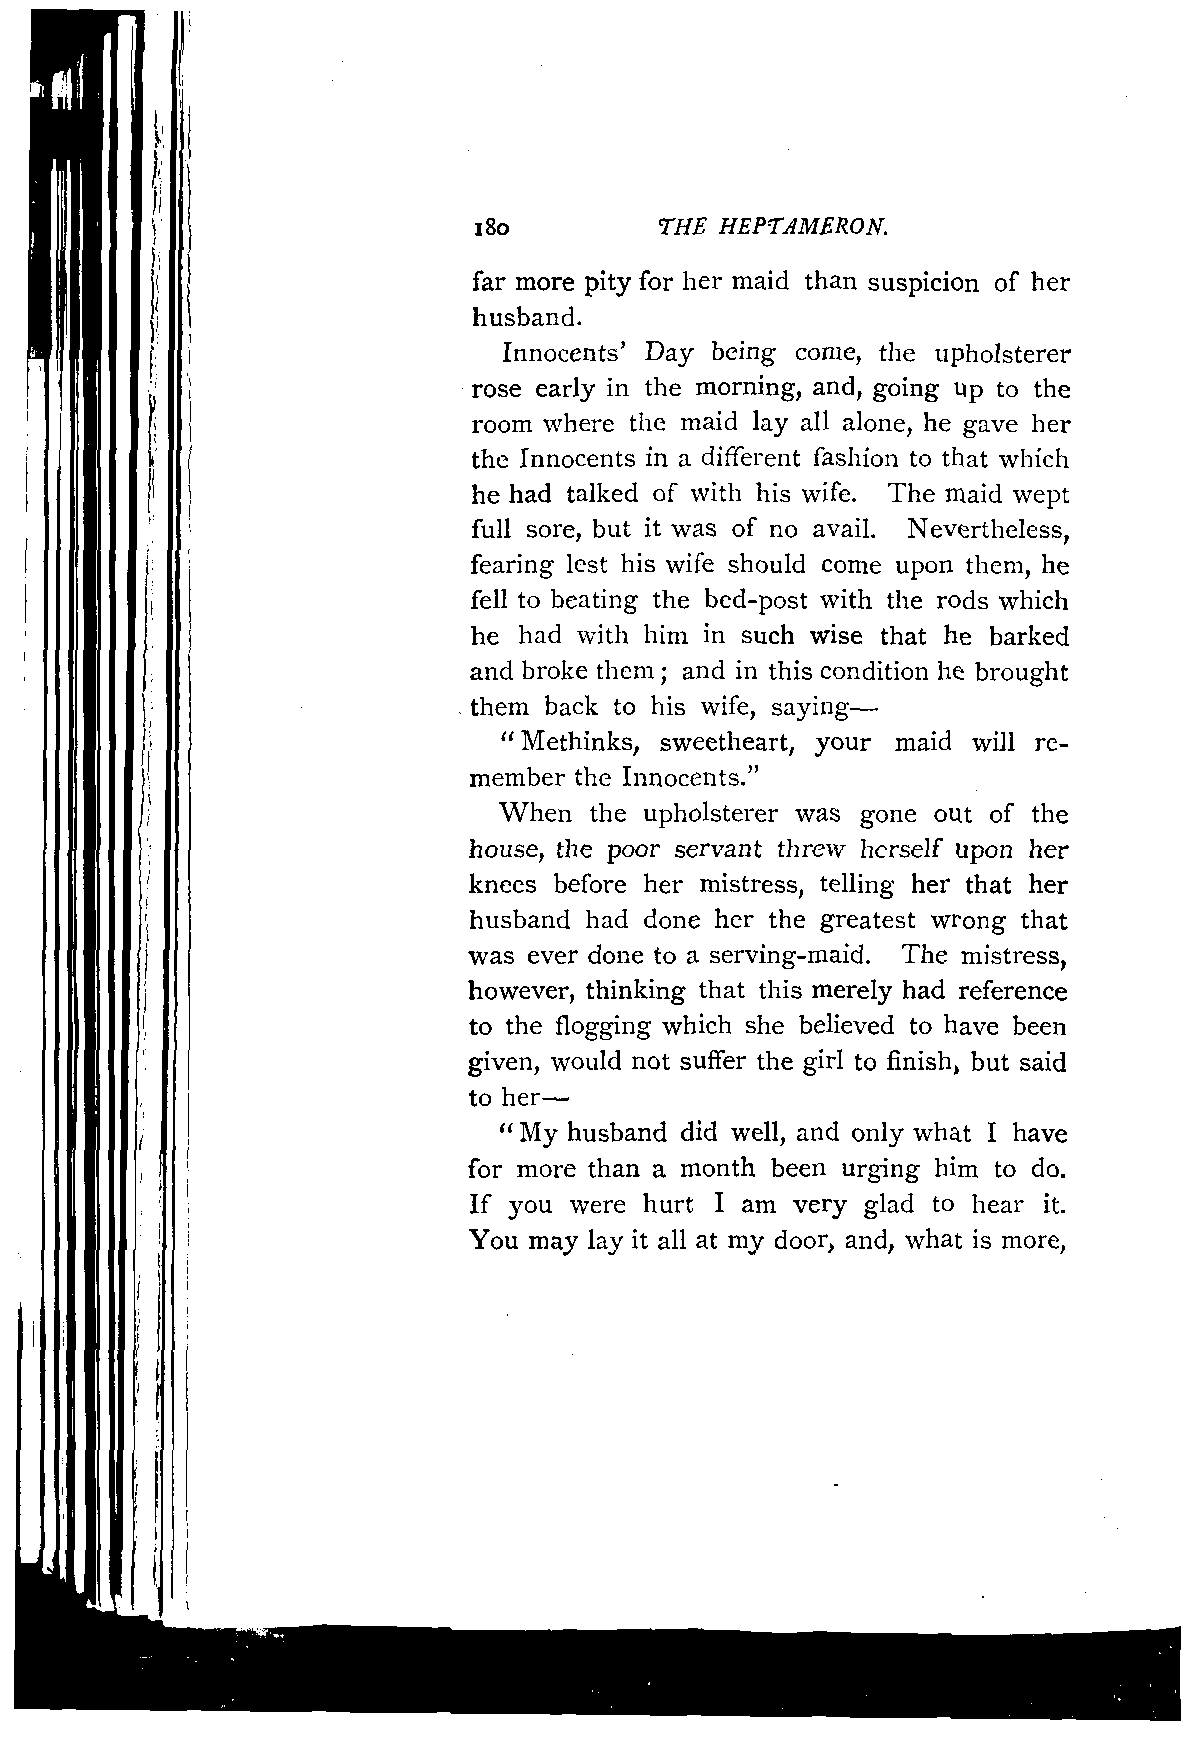 180 THE HEPTAMERON.
far more pity for her maid than suspicion of her
husband.
Innocents' Day being come, the upholsterer
rose early in the morning, and, going up to the
room where the maid lay all alone, he gave her
the Innocents in a different fashion to that which
he had talked of with his wife. The maid wept
full sore, but it was of no avail. Nevertheless,
fearing lest his wife should come upon them, he
fell to beating the bed-post with the rods which
he had with him in such wise that he barked
and broke them; and in this condition he brought
them back to his wife, saying—
"Methinks, sweetheart, your maid will re-
member the Innocents."
When the upholsterer was gone out of the
house, the poor servant threw herself upon her
knees before her mistress, telling her that her
husband had done her the greatest wrong that
was ever done to a serving-maid. The mistress,
however, thinking that this merely had reference
to the flogging which she believed to have been
given, would not suffer the girl to finish, but said
to her—
"My husband did well, and only what I have
for more than a month been urging him to do.
If you were hurt I am very glad to hear it.
You may lay it all at my door, and, what is more,